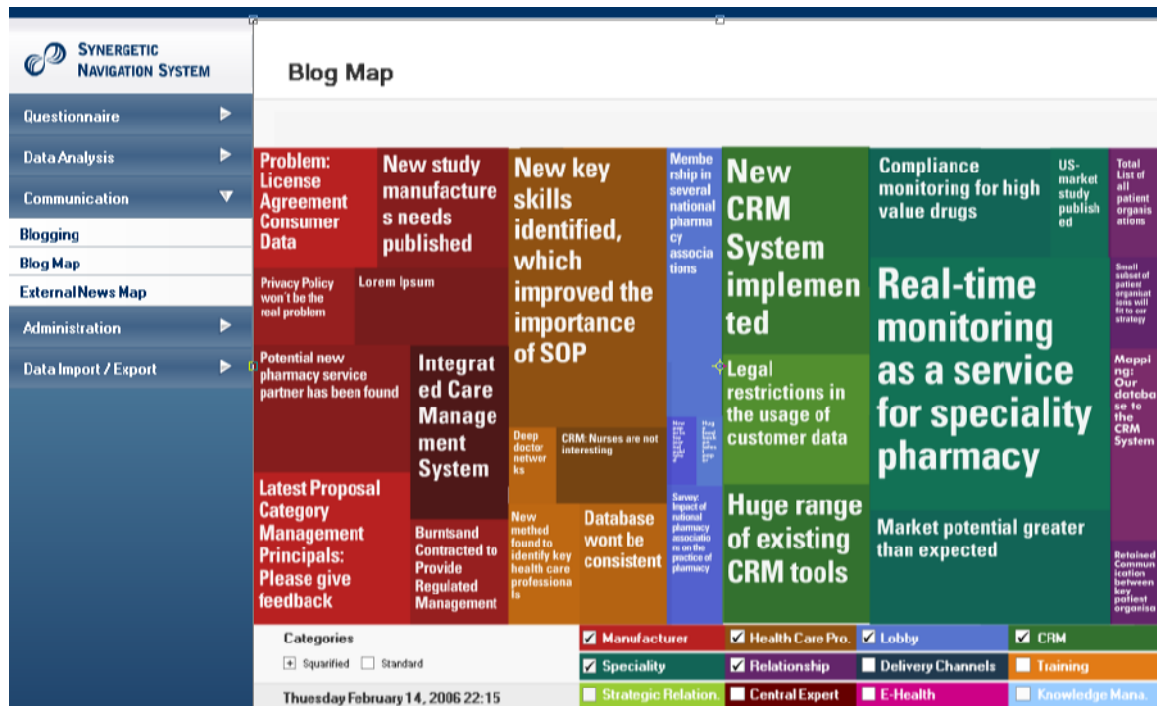 SYNERGETIC
NAVIGATION SYSTEM
Questionnaire
Data Analysis
Communication
Blogging
Blog Map
External News Map
Administration
Data Import / Export
Blog Map
Problem:
License
Agreement
Consumer
Data
New study
manufacture
s needs
published
Privacy Policy
won't be the
real problem
Lorem Ipsum
Potential new
pharmacy service
partner has been found
Integrat
ed Care
Manage
ment
System
Latest Proposal
Category
Management
Principals:
Please give
feedback
Burntsand
Contracted to
Provide
Regulated
Management
New key
skills
identified,
which
improved the
importance
of SOP
Deep
doctor
networ
ks
CRM: Nurses are not
interesting
New
methed
found to
identify key
health care
professiona
ls
Database
wont be
consistent
Membe
rship in
several
national
pharma
cy
associa
tions
Survey:
Impact of
national
pharmacy
associatio
ns on the
practice of
pharmacy
New
CRM
System
implemen
ted
Legal
restrictions in
the usage of
customer data
Huge range
of existing
CRM tools
Compliance
monitoring for high
value drugs
US-
market
study
publish
ed
Real-time
monitoring
as a service
for speciality
pharmacy
Market potential greater
than expected
Total
List of
all
patient
organis
ations
Small
subset of
patient
organisat
ions will
fit to our
strategy
Mappi
ng:
Our
databa
se to
the
CRM
System
Retained
Commun
ication
between
key
patient
organisa
Categories
Squarified Standard
Thuesday February 14, 2006 22:15
Manufacturer Health Care Pro. Lobby CRM
Speciality Relationship Delivery Channels Training
Strategic Relation. Central Expert E-Health Knowledge Mana.